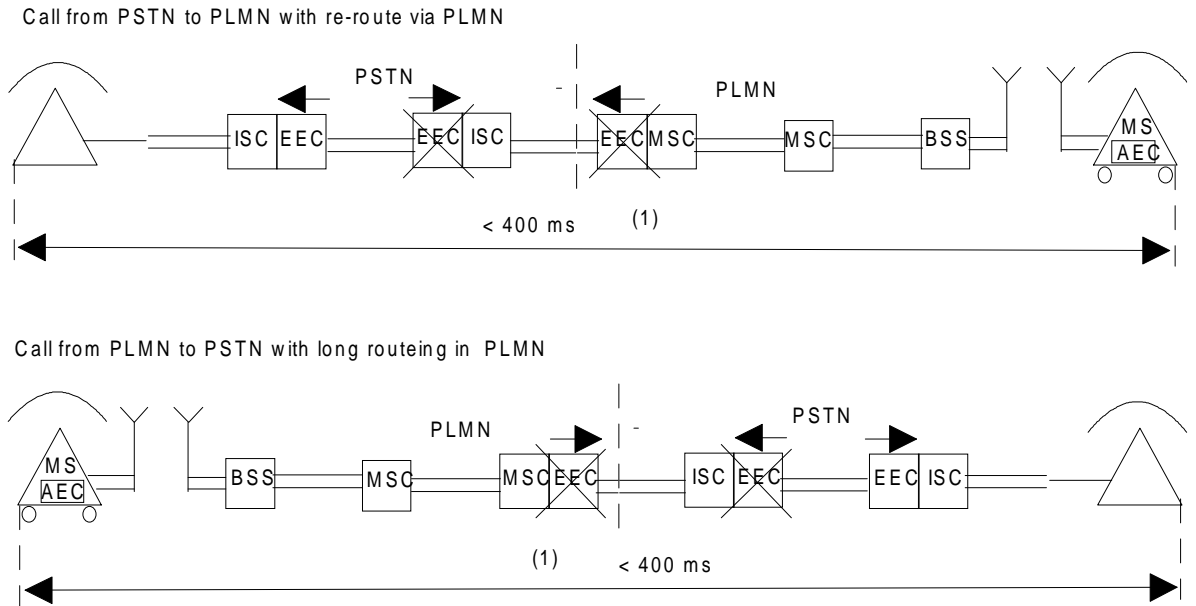 Call from PSTN to PLMN with re-route via PLMN
PSTN
PLMN
ISC EEC EEC ISC EEC MSC MSC BSS MS
AEC
< 400 ms (1)
Call from PLMN to PSTN with long routeing in PLMN
PLMN
PSTN
MS
AEC
BSS MSC MSC EEC ISC EEC EEC ISC
(1) < 400 ms